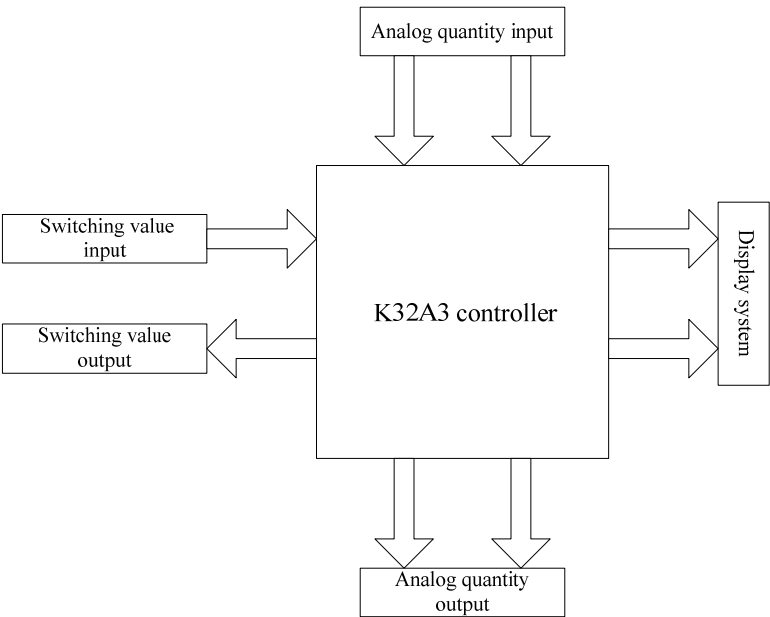 Analog quantity input
Switching value
input
Display system
K32A3 controller
Switching value
output
Analog quantity
output